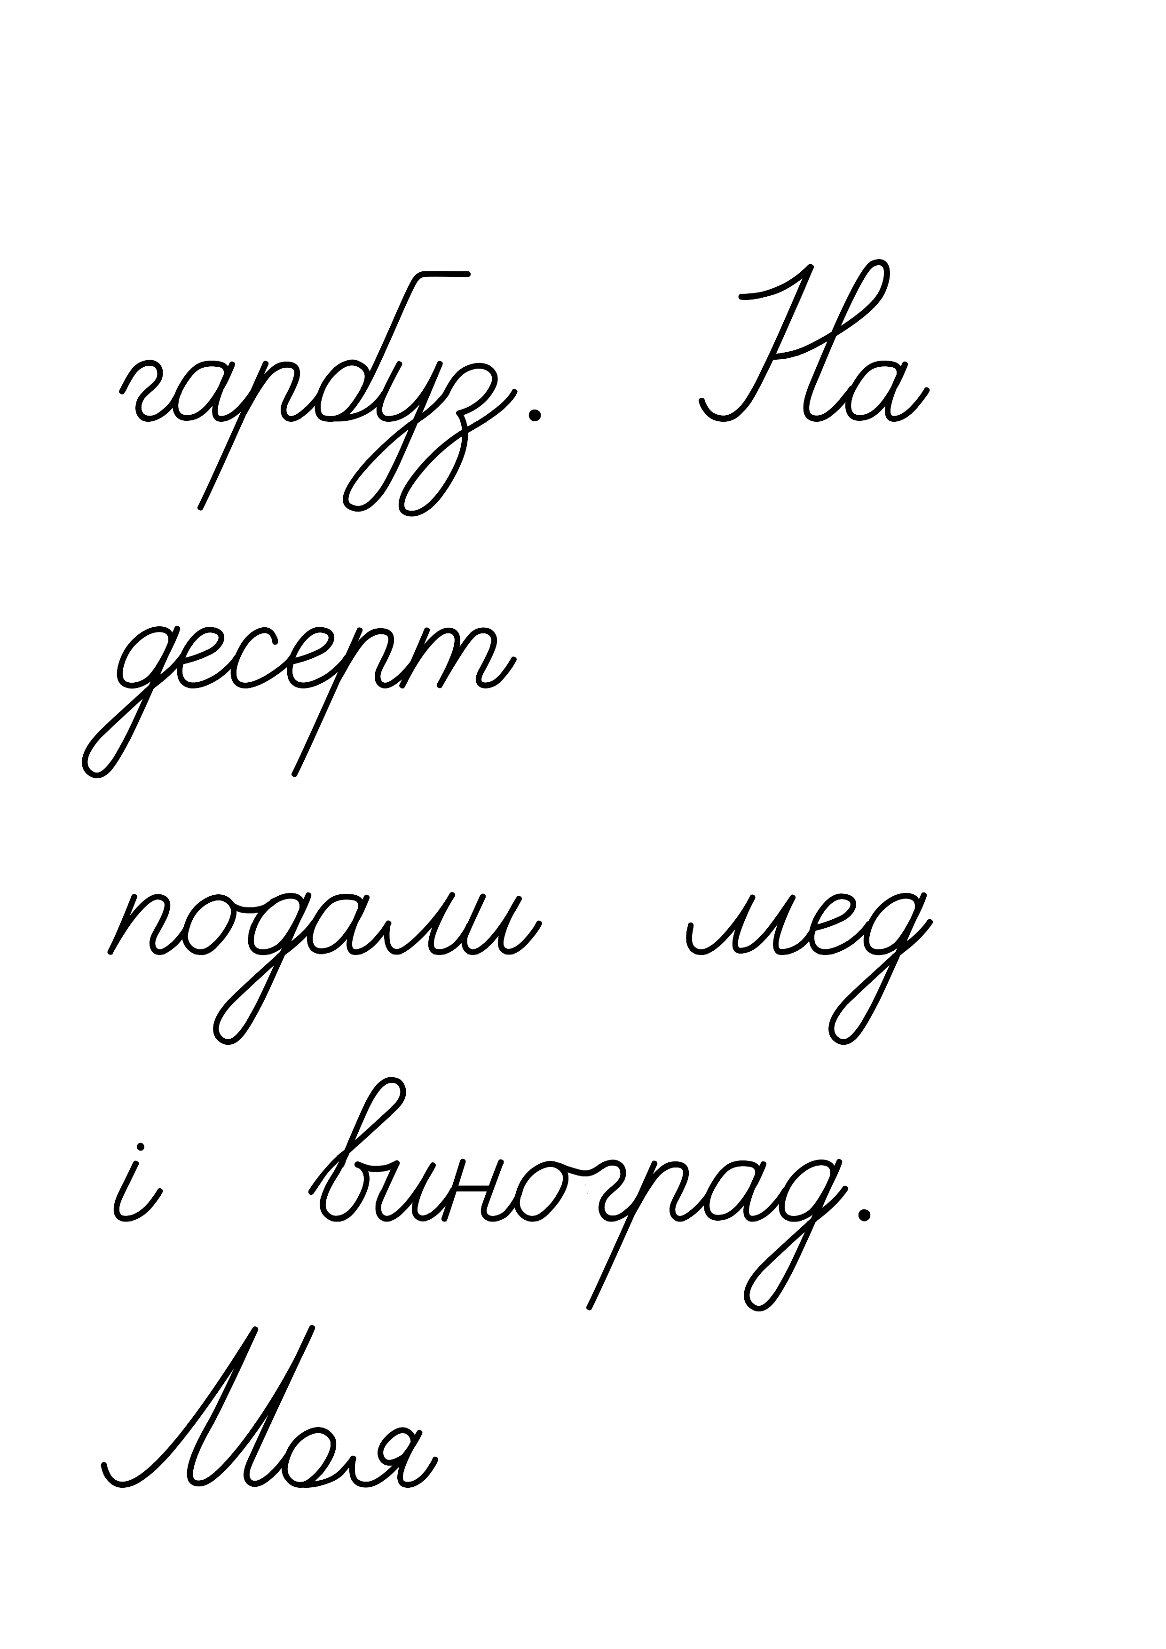 гарбуз. На
десерт
подали мед
і виноград.
Моя